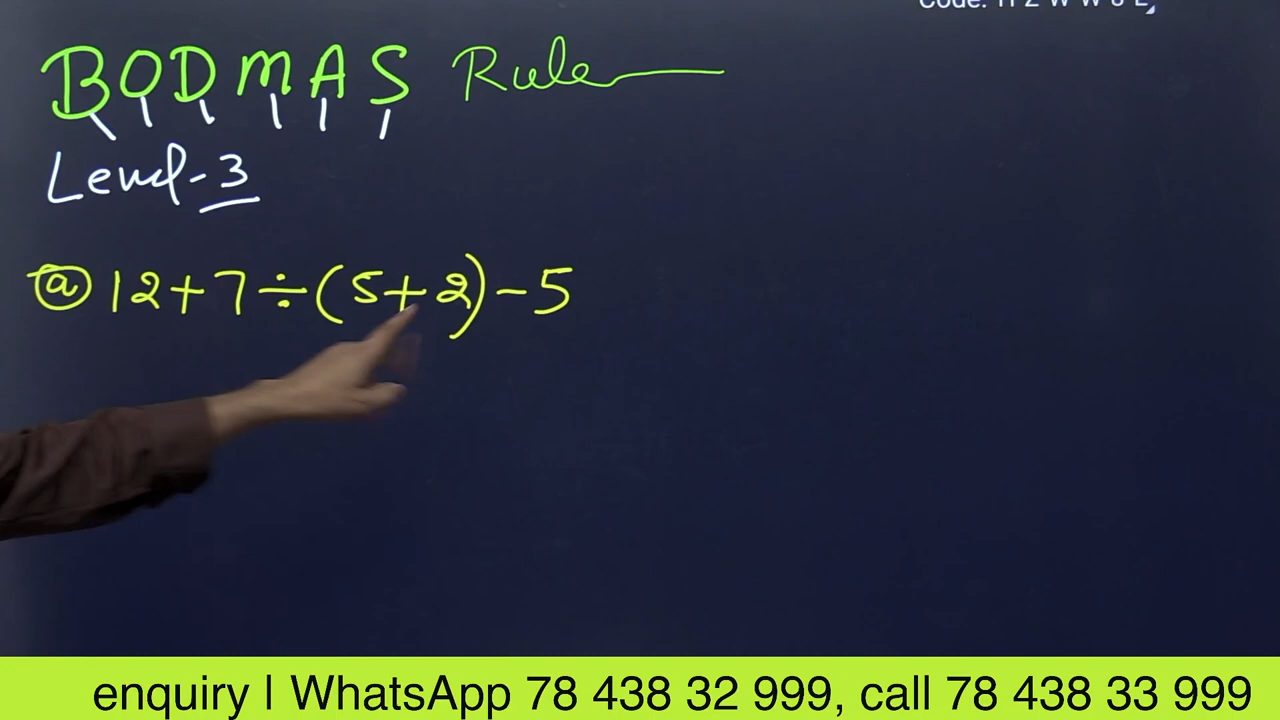 BODMAS Rule
Level-3
ⓐ 12+7÷(5+2)-5
enquiry | WhatsApp 78 438 32 999, call 78 438 33 999